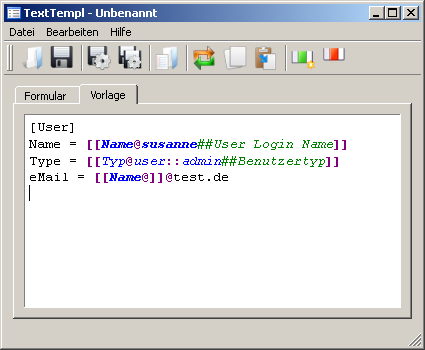 TextTempl - Unbenannt
Datei Bearbeiten Hilfe
Formular Vorlage
[User]
Name = [[Name@susanne##User Login Name]]
Type = [[Typ@user::admin##Benutzertyp]]
eMail = [[Name@]]@test.de